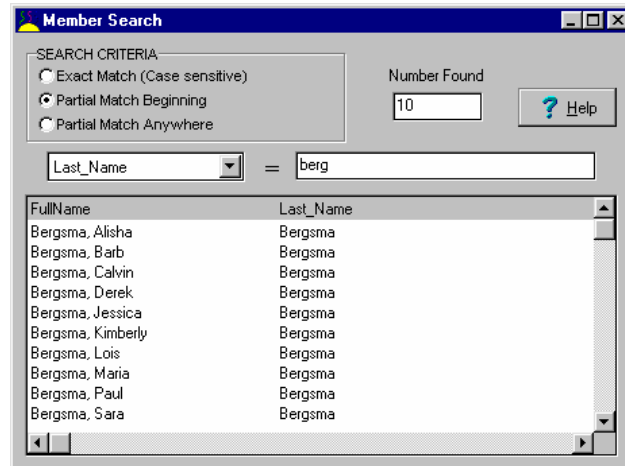 Member Search
SEARCH CRITERIA
Exact Match (Case sensitive)
Partial Match Beginning
Partial Match Anywhere
Number Found
10
? Help
Last_Name = berg
FullName Last_Name
Bergsma, Alisha Bergsma
Bergsma, Barb Bergsma
Bergsma, Calvin Bergsma
Bergsma, Derek Bergsma
Bergsma, Jessica Bergsma
Bergsma, Kimberly Bergsma
Bergsma, Lois Bergsma
Bergsma, Maria Bergsma
Bergsma, Paul Bergsma
Bergsma, Sara Bergsma